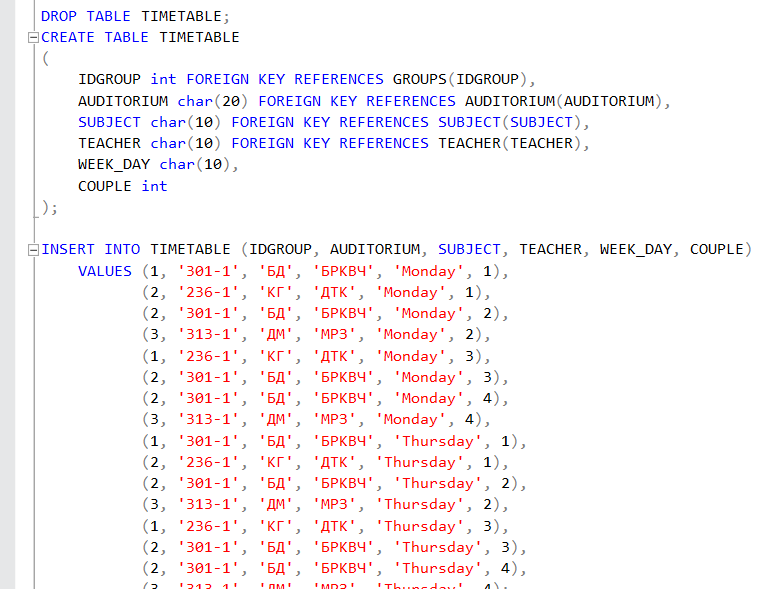 DROP TABLE TIMETABLE;
CREATE TABLE TIMETABLE
(
IDGROUP int FOREIGN KEY REFERENCES GROUPS(IDGROUP),
AUDITORIUM char(20) FOREIGN KEY REFERENCES AUDITORIUM(AUDITORIUM),
SUBJECT char(10) FOREIGN KEY REFERENCES SUBJECT(SUBJECT),
TEACHER char(10) FOREIGN KEY REFERENCES TEACHER(TEACHER),
WEEK_DAY char(10),
COUPLE int
);
INSERT INTO TIMETABLE (IDGROUP, AUDITORIUM, SUBJECT, TEACHER, WEEK_DAY, COUPLE)
VALUES (1, '301-1', 'БД', 'БРКВЧ', 'Monday', 1),
(2, '236-1', 'КГ', 'ДТК', 'Monday', 1),
(2, '301-1', 'БД', 'БРКВЧ', 'Monday', 2),
(3, '313-1', 'ДМ', 'МРЗ', 'Monday', 2),
(1, '236-1', 'КГ', 'ДТК', 'Monday', 3),
(2, '301-1', 'БД', 'БРКВЧ', 'Monday', 3),
(2, '301-1', 'БД', 'БРКВЧ', 'Monday', 4),
(3, '313-1', 'ДМ', 'МРЗ', 'Monday', 4),
(1, '301-1', 'БД', 'БРКВЧ', 'Thursday', 1),
(2, '236-1', 'КГ', 'ДТК', 'Thursday', 1),
(2, '301-1', 'БД', 'БРКВЧ', 'Thursday', 2),
(3, '313-1', 'ДМ', 'МРЗ', 'Thursday', 2),
(1, '236-1', 'КГ', 'ДТК', 'Thursday', 3),
(2, '301-1', 'БД', 'БРКВЧ', 'Thursday', 3),
(2, '301-1', 'БД', 'БРКВЧ', 'Thursday', 4),
(3, '313-1', 'ДМ', 'МРЗ', 'Thursday', 4);